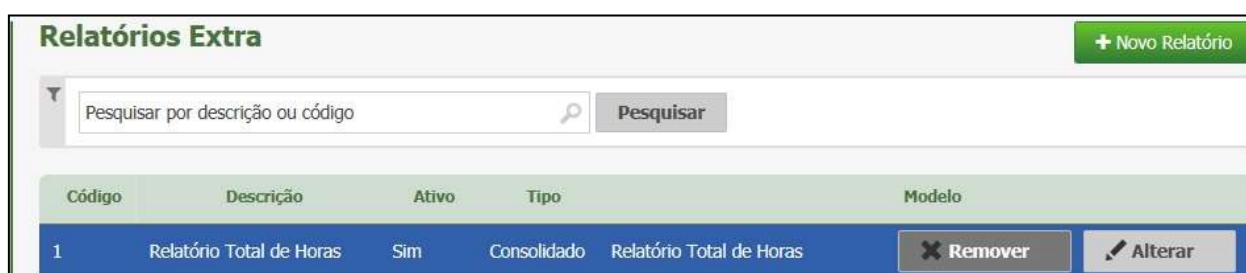 Relatórios Extra
+ Novo Relatório
Pesquisar por descrição ou código
Pesquisar
Código Descrição Ativo Tipo Modelo
1 Relatório Total de Horas Sim Consolidado Relatório Total de Horas Remover Alterar